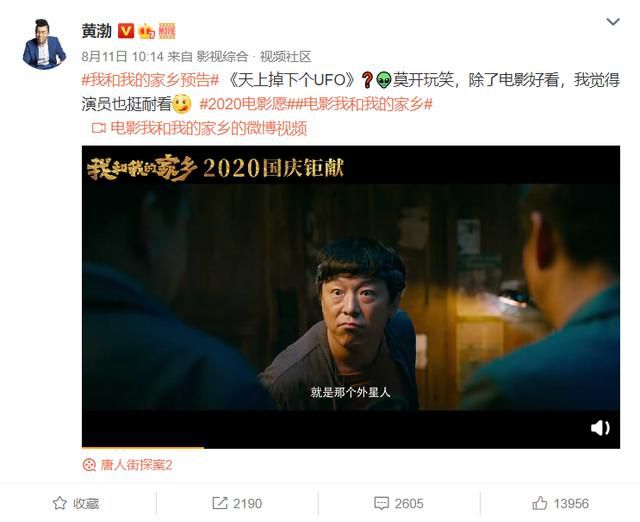 黄渤
8月11日 10:14 来自 影视综合 · 视频社区
#我和我的家乡预告#《天上掉下个UFO》❓👽莫开玩笑，除了电影好看，我觉得
演员也挺耐看 #2020电影愿##电影我和我的家乡#
电影我和我的家乡的微博视频
我和我的家乡 2020国庆钜献
就是那个外星人
唐人街探案2
收藏 2190 2605 13956